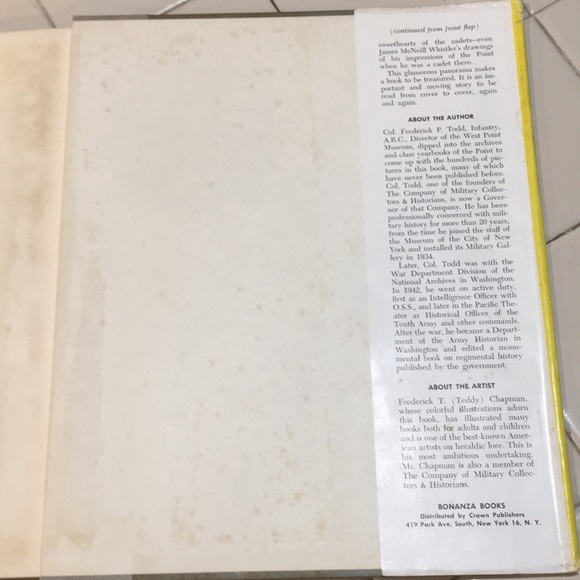 (continued from front flap)
sweethearts of the cadets—even
James McNeill Whistler's drawings
of his impressions of the Point
when he was a cadet there.
This glamorous panorama makes
a book to be treasured. It is an im-
portant and moving story to be
read from cover to cover, again
and again.
ABOUT THE AUTHOR
Col. Frederick P. Todd, Infantry,
A.R.C., Director of the West Point
Museum, dipped into the archives
and class yearbooks of the Point to
come up with the hundreds of pic-
tures in this book, many of which
have never been published before.
Col. Todd, one of the founders of
The Company of Military Collec-
tors & Historians, is now a Gover-
nor of that Company. He has been
professionally concerned with mili-
tary history for more than 20 years,
from the time he joined the staff of
the Museum of the City of New
York and installed its Military Gal-
lery in 1934.
Later, Col. Todd was with the
War Department Division of the
National Archives in Washington.
In 1942, he went on active duty,
first as an Intelligence Officer with
O.S.S., and later in the Pacific The-
ater as Historical Officer of the
Tenth Army and other commands.
After the war, he became a Depart-
ment of the Army Historian in
Washington and edited a monu-
mental book on regimental history
published by the government.
ABOUT THE ARTIST
Frederick T. (Teddy) Chapman,
whose colorful illustrations adorn
this book, has illustrated many
books both for adults and children
and is one of the best-known Amer-
ican artists on heraldic lore. This is
his most ambitious undertaking.
Mr. Chapman is also a member of
The Company of Military Collec-
tors & Historians.
BONANZA BOOKS
Distributed by Crown Publishers
419 Park Ave. South, New York 16, N. Y.